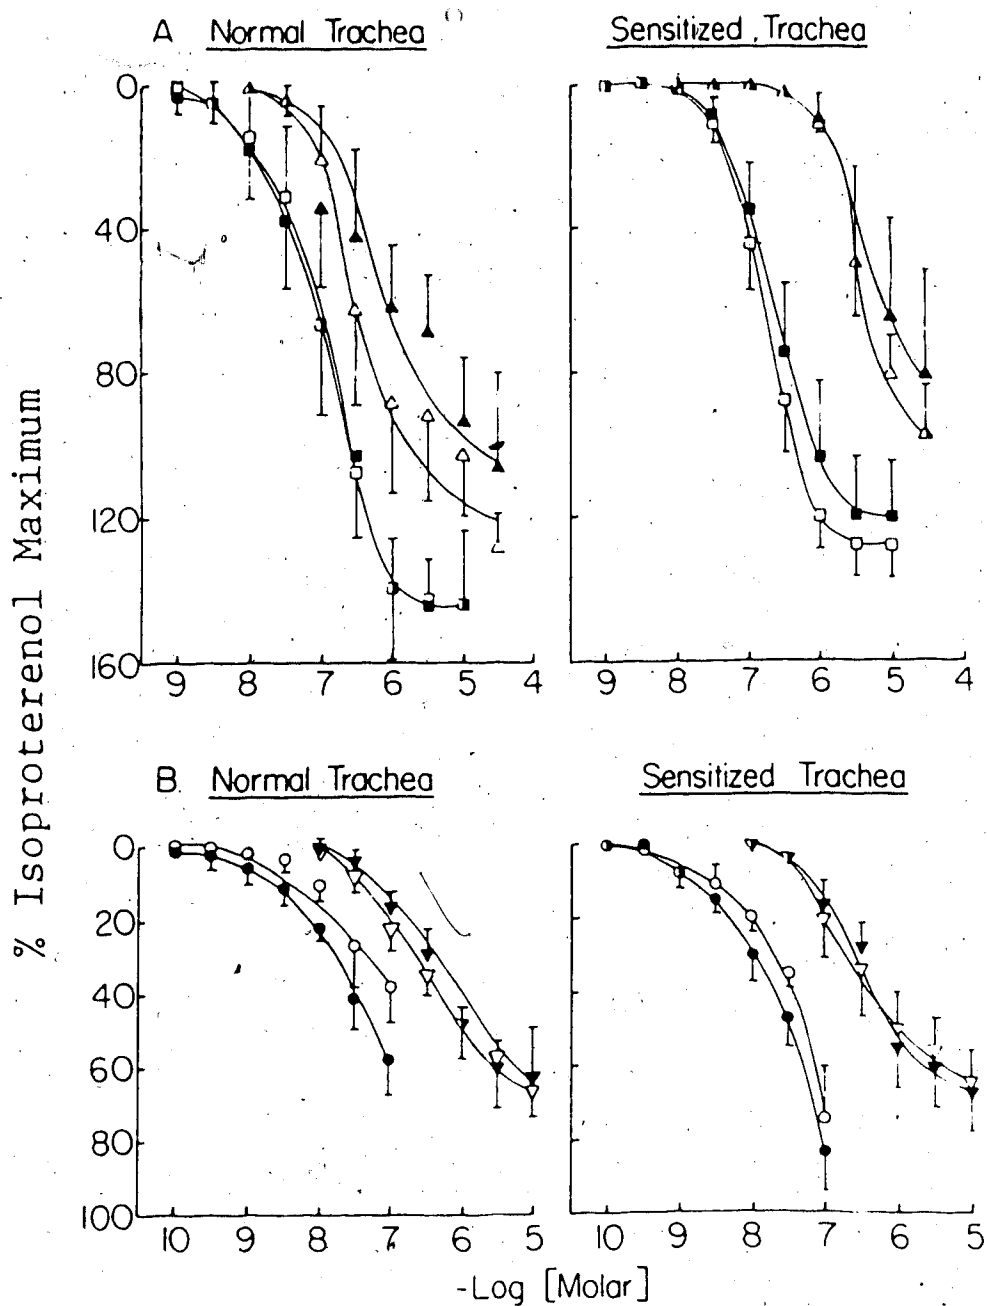 A Normal Trachea
Sensitized Trachea
0
40
80
120
160
9 8 7 6 5 4
9 8 7 6 5 4
% Isoproterenol Maximum
B. Normal Trachea
Sensitized Trachea
0
20
40
60
80
100
10 9 8 7 6 5
10 9 8 7 6 5
-Log [Molar]